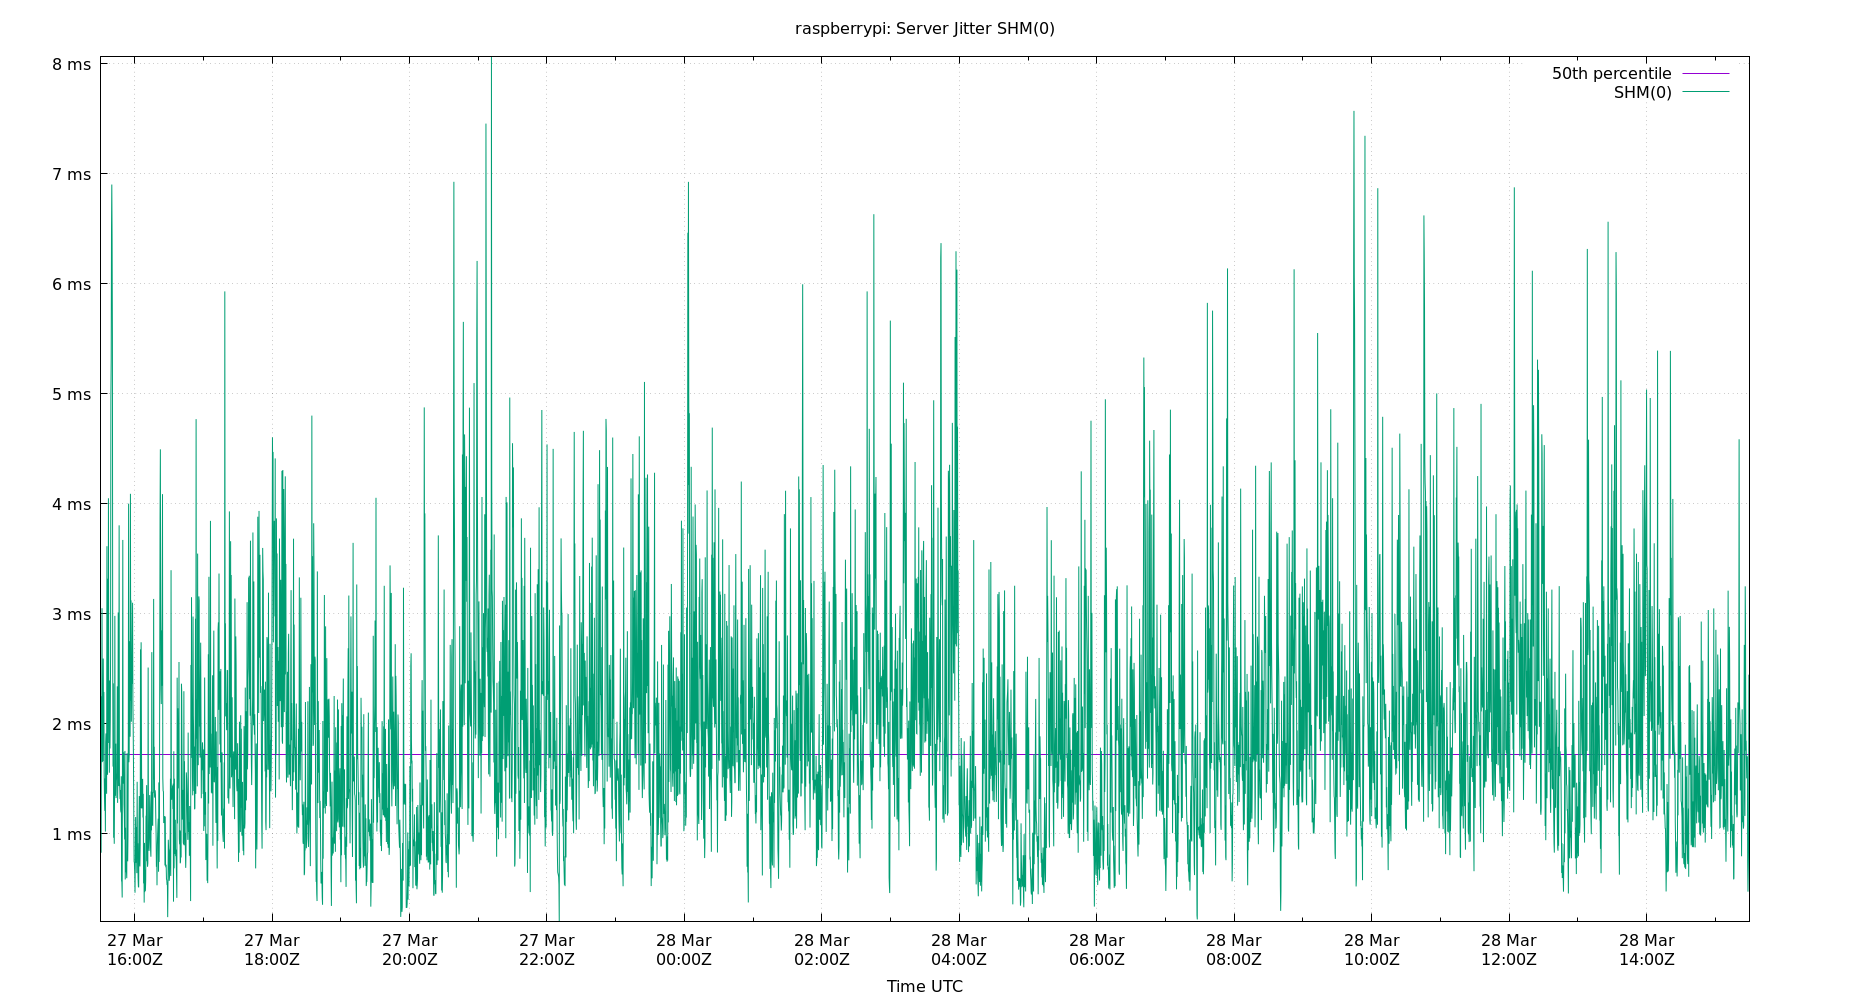 raspberrypi: Server Jitter SHM(0)
8 ms
50th percentile
SHM(0)
7 ms
6 ms
5 ms
4 ms
3 ms
2 ms
1 ms
27 Mar 27 Mar 27 Mar 27 Mar 28 Mar 28 Mar 28 Mar 28 Mar 28 Mar 28 Mar 28 Mar 28 Mar
16:00Z 18:00Z 20:00Z 22:00Z 00:00Z 02:00Z 04:00Z 06:00Z 08:00Z 10:00Z 12:00Z 14:00Z
Time UTC